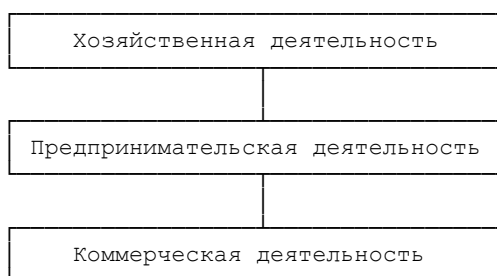 Хозяйственная деятельность
Предпринимательская деятельность
Коммерческая деятельность